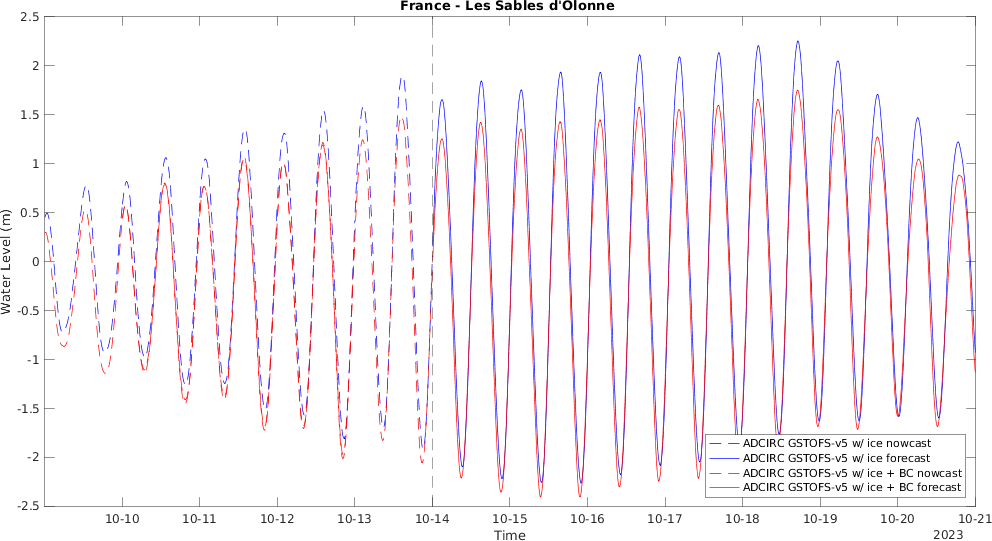 France - Les Sables d'Olonne
2.5
2
1.5
1
0.5
0
-0.5
-1
-1.5
-2
-2.5
Water Level (m)
ADCIRC GSTOFS-v5 w/ ice nowcast
ADCIRC GSTOFS-v5 w/ ice forecast
ADCIRC GSTOFS-v5 w/ ice + BC nowcast
ADCIRC GSTOFS-v5 w/ ice + BC forecast
10-10 10-11 10-12 10-13 10-14 10-15 10-16 10-17 10-18 10-19 10-20 10-21
Time
2023